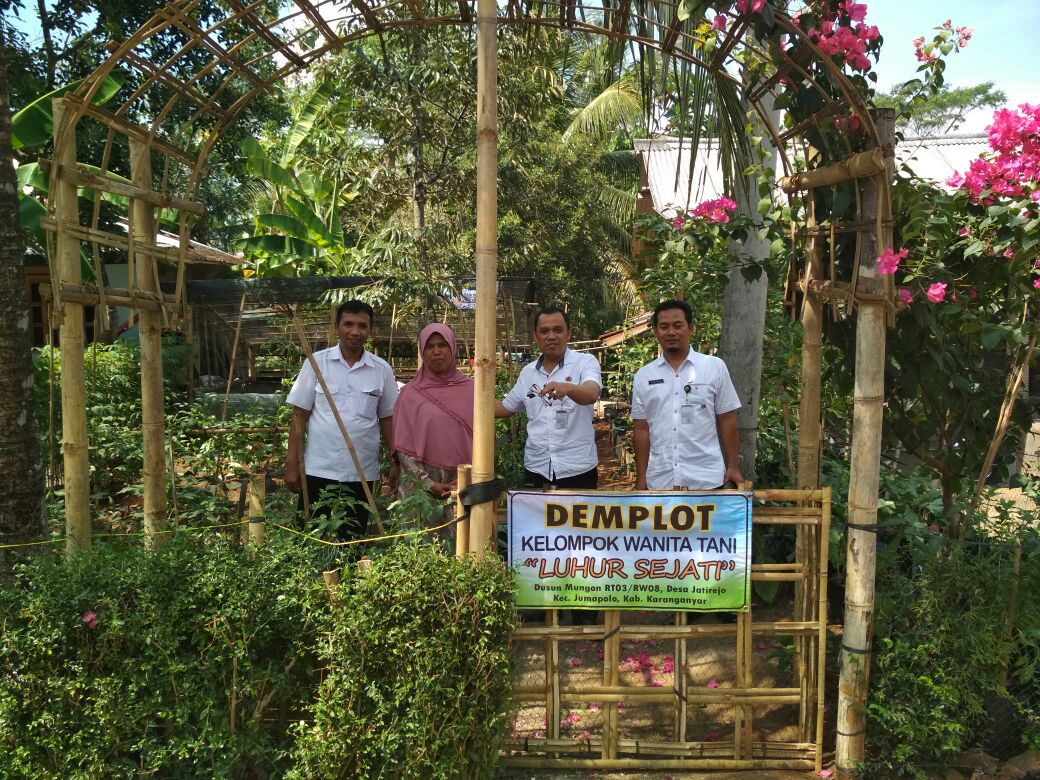 DEMPLOT
KELOMPOK WANITA TANI
"LUHUR SEJATI"
Dusun Mungon RT03/RW08, Desa Jatirejo
Kec. Jumapolo, Kab. Karanganyar